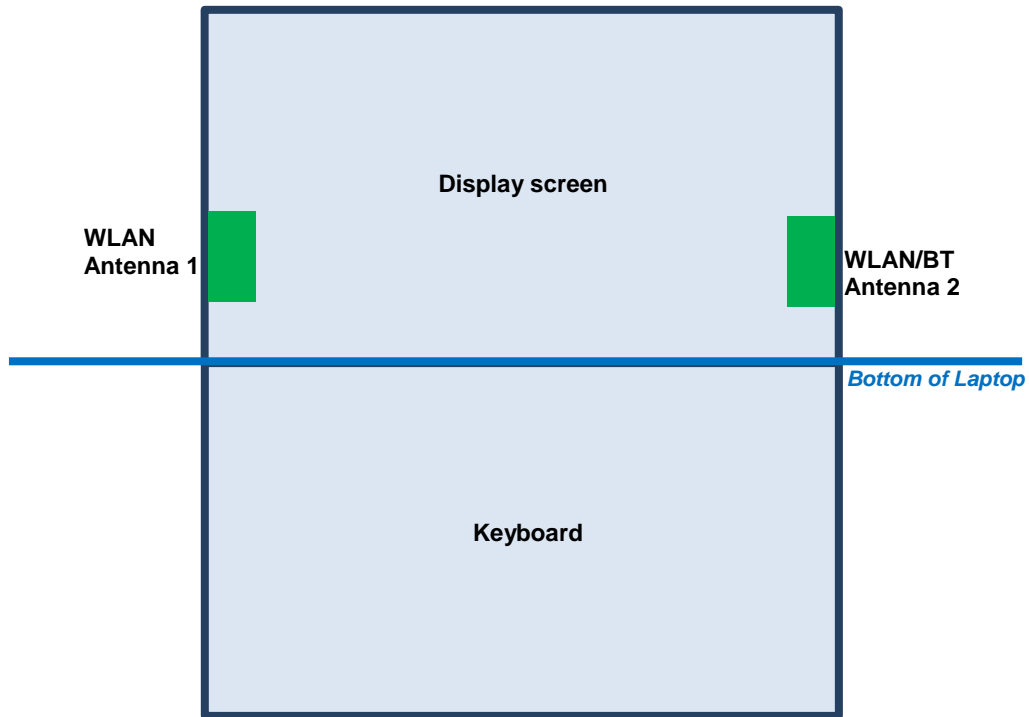 Display screen
WLAN
Antenna 1
WLAN/BT
Antenna 2
Bottom of Laptop
Keyboard